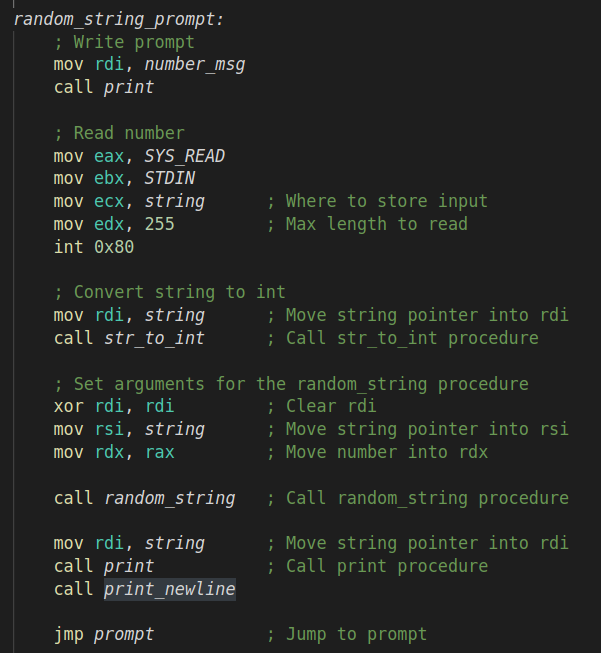 random_string_prompt:
    ; Write prompt
    mov rdi, number_msg
    call print

    ; Read number
    mov eax, SYS_READ
    mov ebx, STDIN
    mov ecx, string      ; Where to store input
    mov edx, 255         ; Max length to read
    int 0x80

    ; Convert string to int
    mov rdi, string      ; Move string pointer into rdi
    call str_to_int      ; Call str_to_int procedure

    ; Set arguments for the random_string procedure
    xor rdi, rdi         ; Clear rdi
    mov rsi, string      ; Move string pointer into rsi
    mov rdx, rax         ; Move number into rdx

    call random_string   ; Call random_string procedure

    mov rdi, string      ; Move string pointer into rdi
    call print           ; Call print procedure
    call print_newline

    jmp prompt           ; Jump to prompt